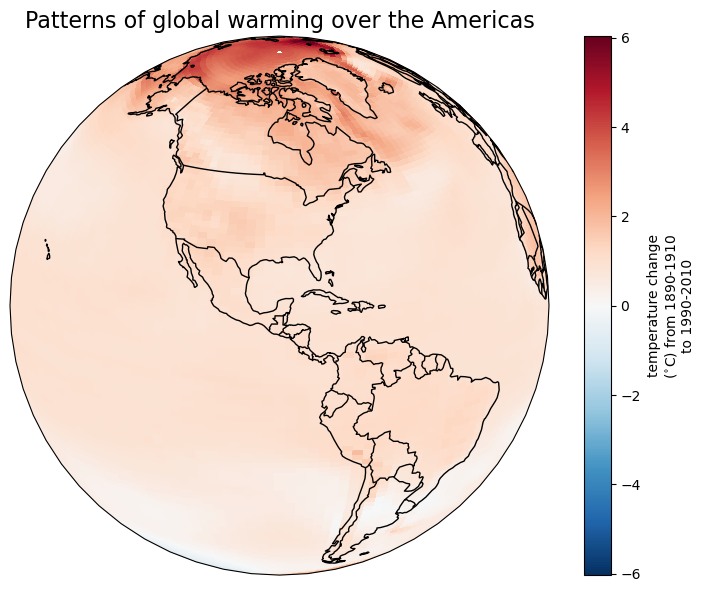 Patterns of global warming over the Americas
6
4
2
0
−2
−4
−6
temperature change
(°C) from 1890-1910
to 1990-2010